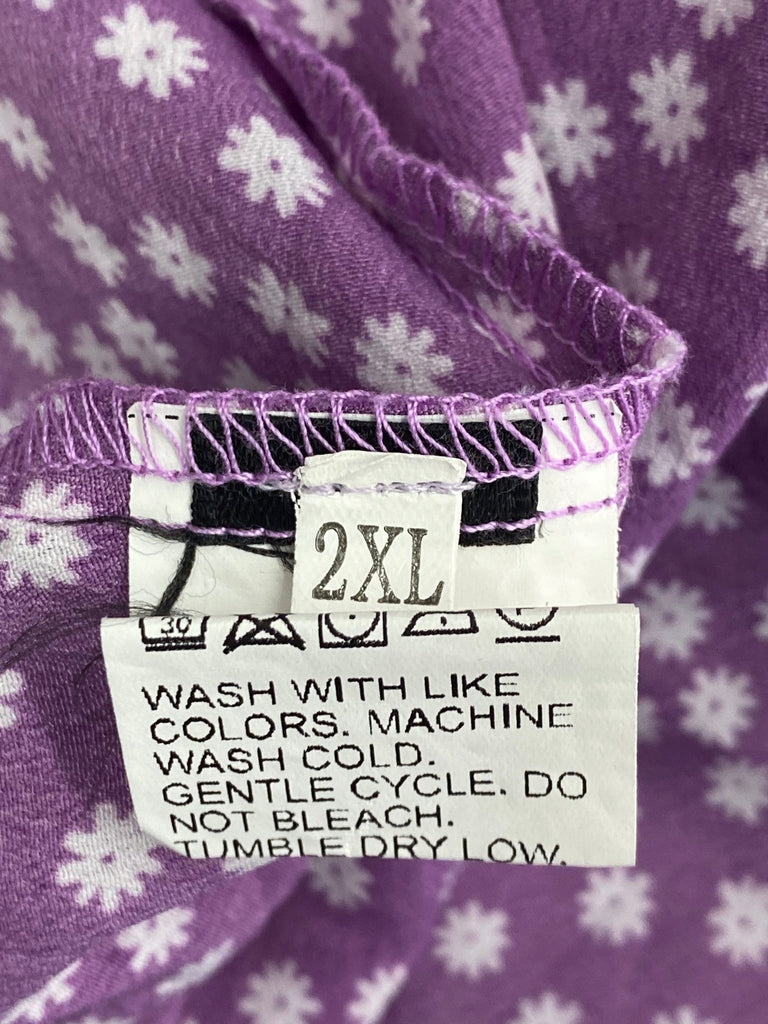 2XL
30
WASH WITH LIKE
COLORS. MACHINE
WASH COLD.
GENTLE CYCLE. DO
NOT BLEACH.
TUMBLE DRY LOW.